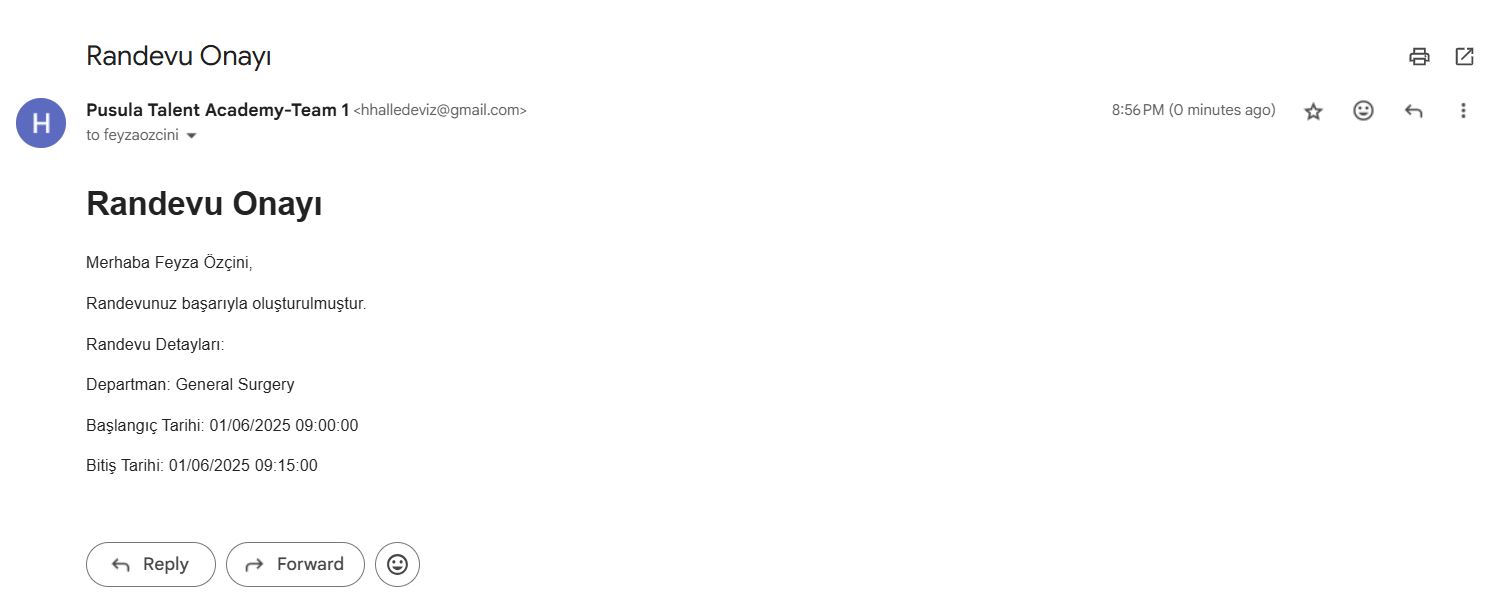 Randevu Onayı
H
Pusula Talent Academy-Team 1 <hhalledeviz@gmail.com>
8:56 PM (0 minutes ago)
to feyzaozcini
Randevu Onayı
Merhaba Feyza Özçini,
Randevunuz başarıyla oluşturulmuştur.
Randevu Detayları:
Departman: General Surgery
Başlangıç Tarihi: 01/06/2025 09:00:00
Bitiş Tarihi: 01/06/2025 09:15:00
Reply
Forward